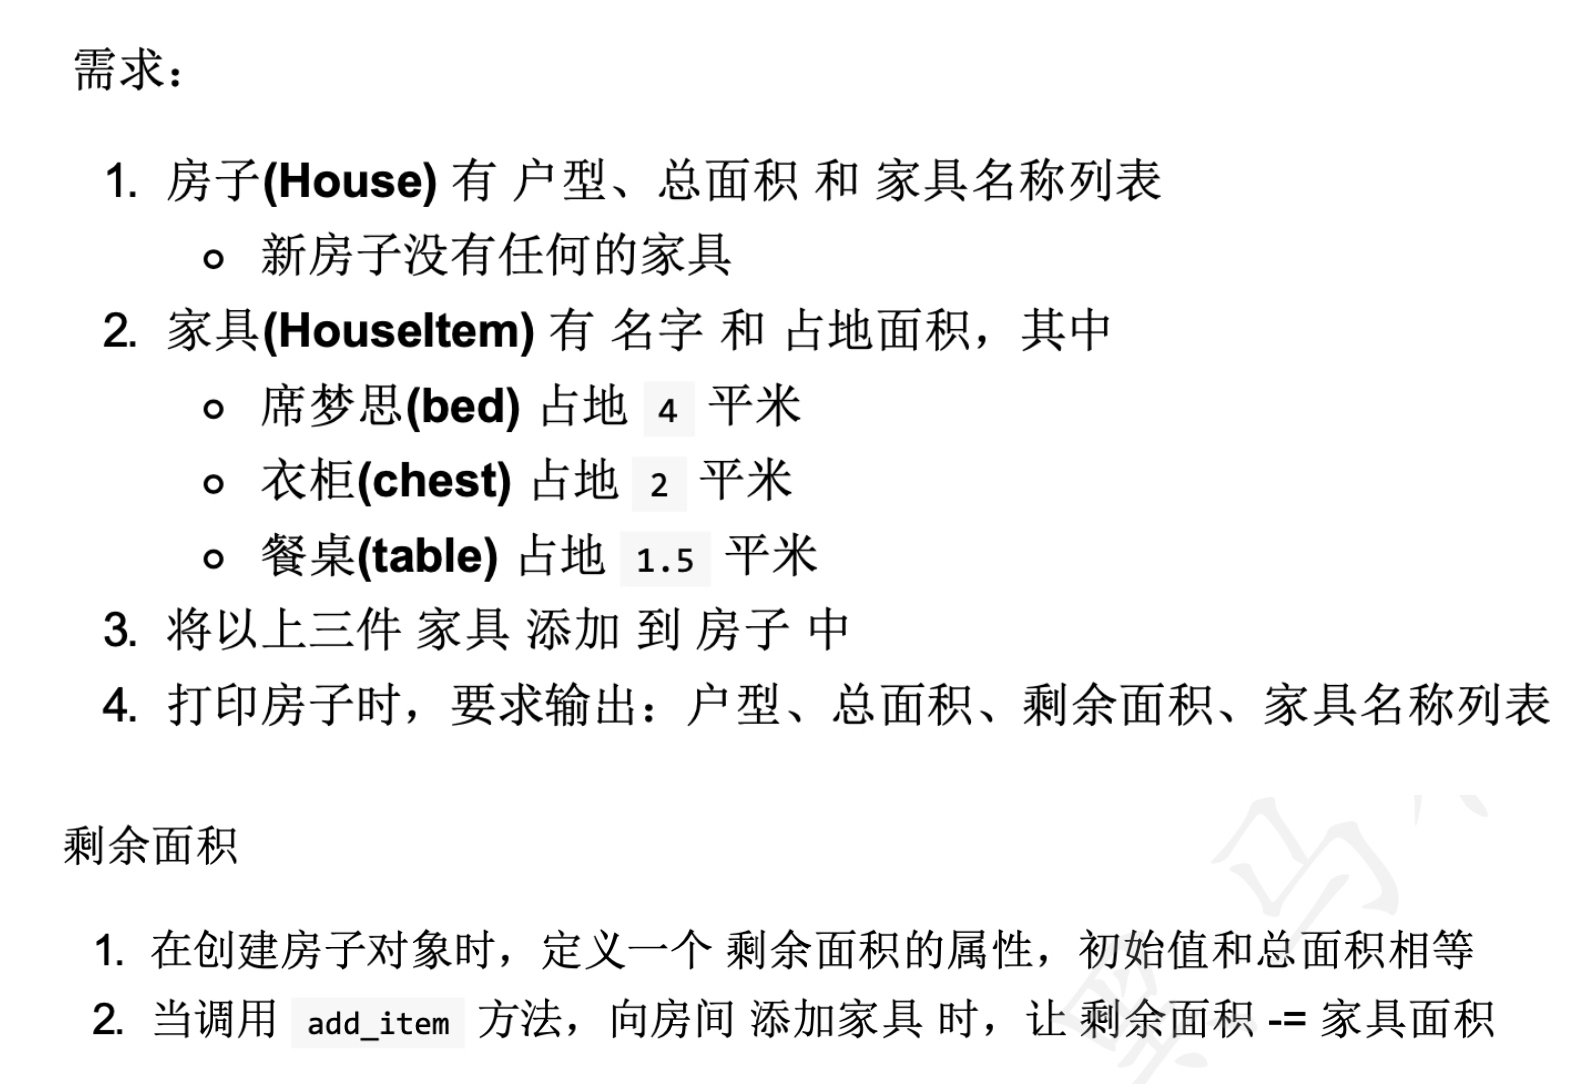 需求：
1. 房子(House) 有 户型、总面积 和 家具名称列表
新房子没有任何的家具
2. 家具(HouseItem) 有 名字 和 占地面积，其中
席梦思(bed) 占地 4 平米
衣柜(chest) 占地 2 平米
餐桌(table) 占地 1.5 平米
3. 将以上三件 家具 添加 到 房子 中
4. 打印房子时，要求输出：户型、总面积、剩余面积、家具名称列表
剩余面积
1. 在创建房子对象时，定义一个 剩余面积的属性，初始值和总面积相等
2. 当调用 add_item 方法，向房间 添加家具 时，让 剩余面积 -= 家具面积
黑马